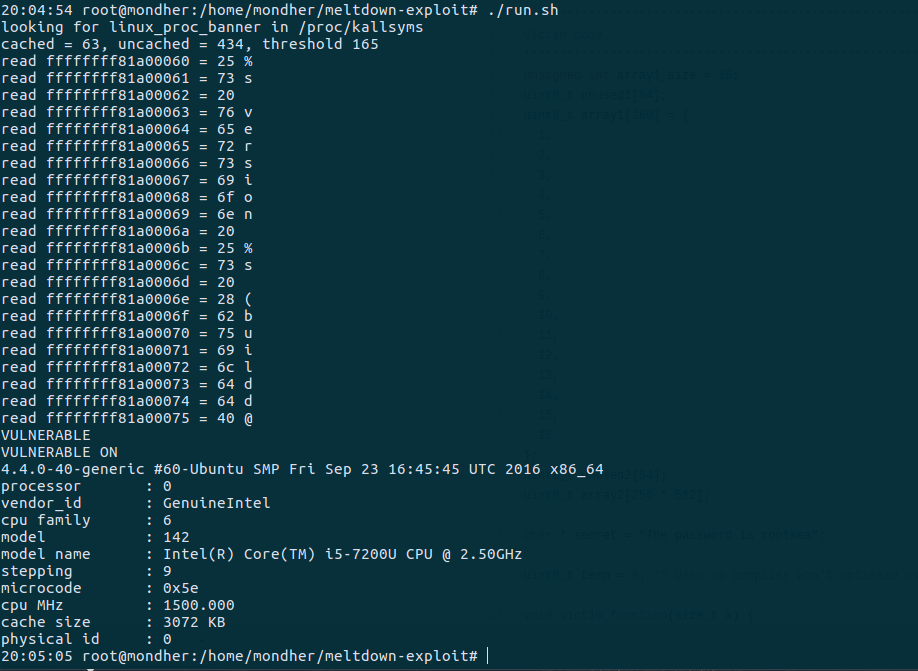 20:04:54 root@mondher:/home/mondher/meltdown-exploit# ./run.sh
looking for linux_proc_banner in /proc/kallsyms
cached = 63, uncached = 434, threshold 165
read ffffffff81a00060 = 25 %
read ffffffff81a00061 = 73 s
read ffffffff81a00062 = 20
read ffffffff81a00063 = 76 v
read ffffffff81a00064 = 65 e
read ffffffff81a00065 = 72 r
read ffffffff81a00066 = 73 s
read ffffffff81a00067 = 69 i
read ffffffff81a00068 = 6f o
read ffffffff81a00069 = 6e n
read ffffffff81a0006a = 20
read ffffffff81a0006b = 25 %
read ffffffff81a0006c = 73 s
read ffffffff81a0006d = 20
read ffffffff81a0006e = 28 (
read ffffffff81a0006f = 62 b
read ffffffff81a00070 = 75 u
read ffffffff81a00071 = 69 i
read ffffffff81a00072 = 6c l
read ffffffff81a00073 = 64 d
read ffffffff81a00074 = 64 d
read ffffffff81a00075 = 40 @
VULNERABLE
VULNERABLE ON
4.4.0-40-generic #60-Ubuntu SMP Fri Sep 23 16:45:45 UTC 2016 x86_64
processor : 0
vendor_id : GenuineIntel
cpu family : 6
model : 142
model name : Intel(R) Core(TM) i5-7200U CPU @ 2.50GHz
stepping : 9
microcode : 0x5e
cpu MHz : 1500.000
cache size : 3072 KB
physical id : 0
20:05:05 root@mondher:/home/mondher/meltdown-exploit#